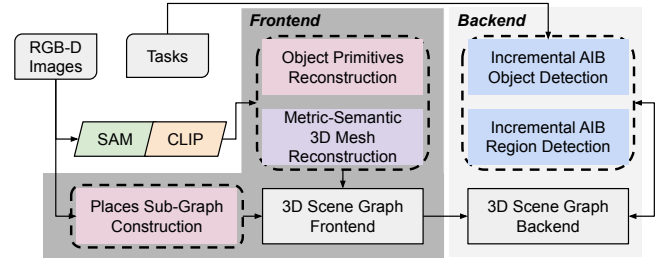 Frontend
Backend
RGB-D
Images
Tasks
Object Primitives
Reconstruction
Incremental AIB
Object Detection
SAM
CLIP
Metric-Semantic
3D Mesh
Reconstruction
Incremental AIB
Region Detection
Places Sub-Graph
Construction
3D Scene Graph
Frontend
3D Scene Graph
Backend